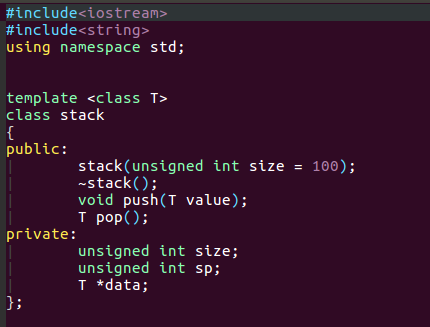 #include<iostream>
#include<string>
using namespace std;
template <class T>
class stack
{
public:
        stack(unsigned int size = 100);
        ~stack();
        void push(T value);
        T pop();
private:
        unsigned int size;
        unsigned int sp;
        T *data;
};